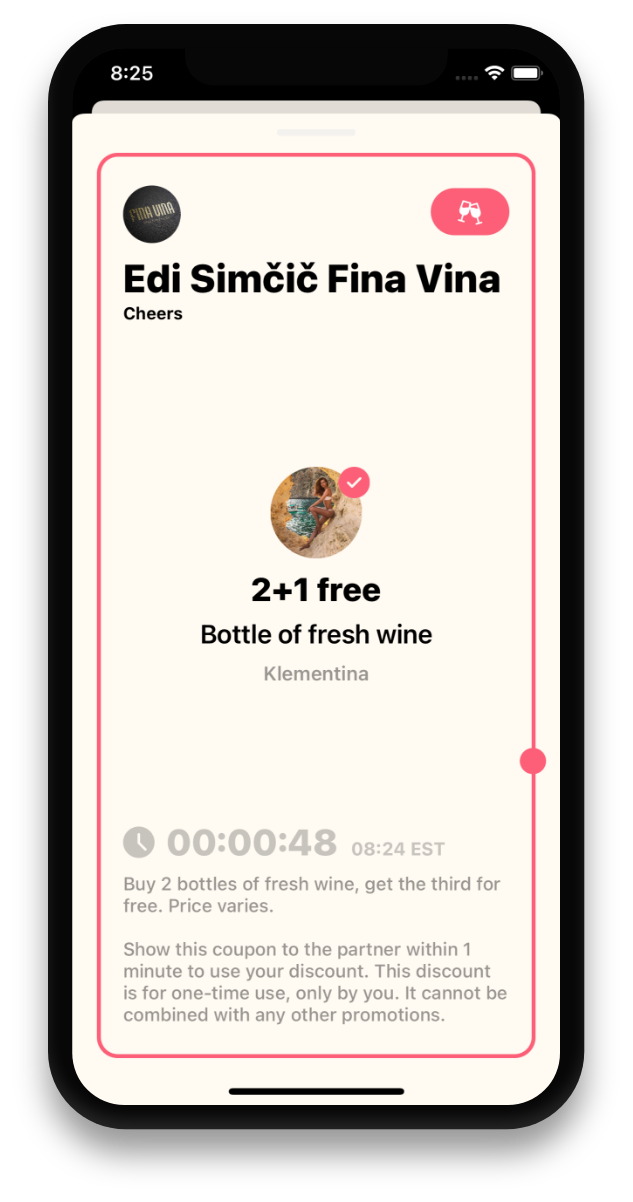 8:25
FINA VINA
Edi Simčič Fina Vina
Cheers
2+1 free
Bottle of fresh wine
Klementina
00:00:48 08:24 EST
Buy 2 bottles of fresh wine, get the third for
free. Price varies.
Show this coupon to the partner within 1
minute to use your discount. This discount
is for one-time use, only by you. It cannot be
combined with any other promotions.